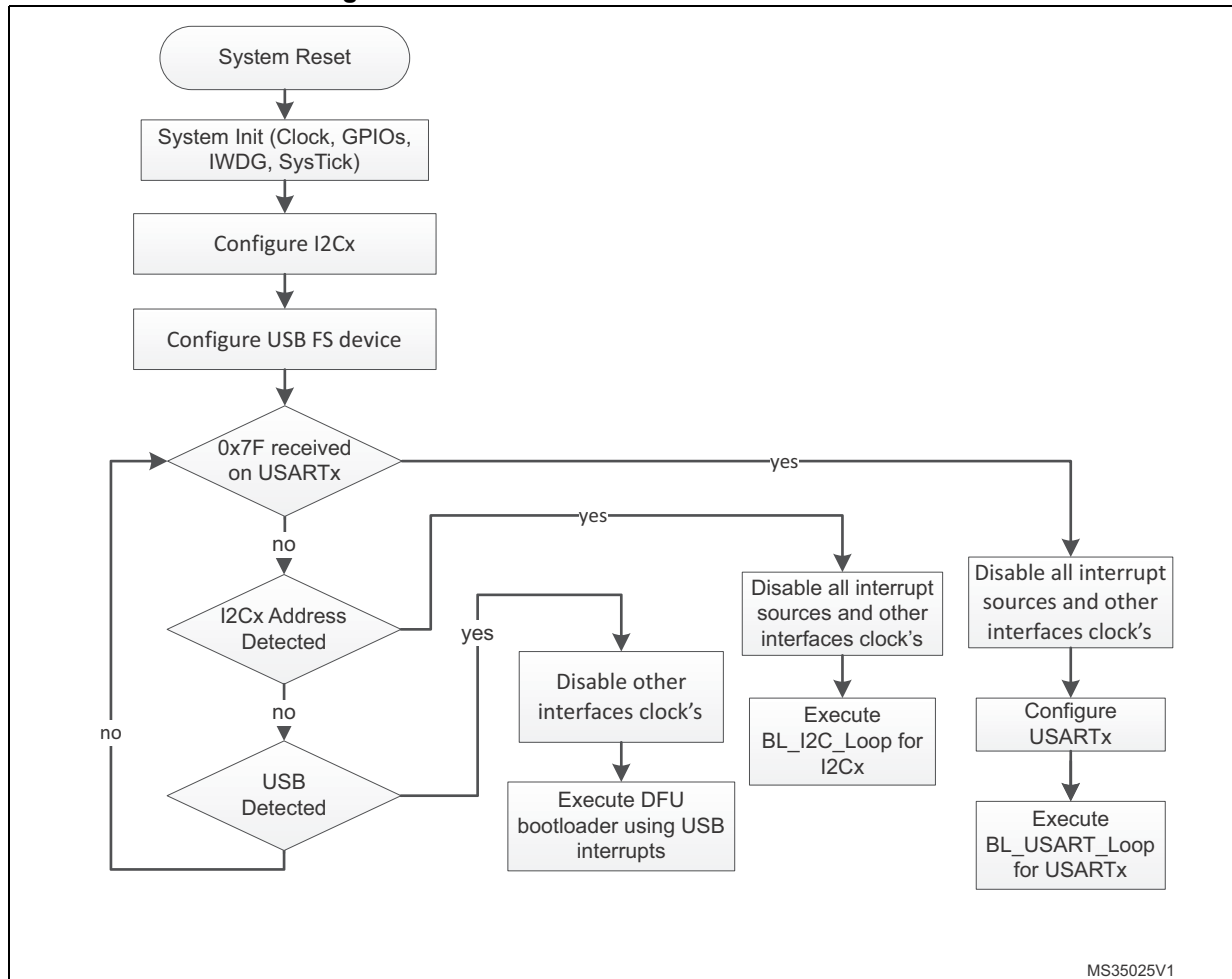 System Reset
System Init (Clock, GPIOs,
IWDG, SysTick)
Configure I2Cx
Configure USB FS device
0x7F received
on USARTx
yes
no
yes
I2Cx Address
Detected
yes
Disable all interrupt
sources and other
interfaces clock's
Disable all interrupt
sources and other
interfaces clock's
no
no
Disable other
interfaces clock's
Execute
BL_I2C_Loop for
I2Cx
Configure
USARTx
USB
Detected
Execute DFU
bootloader using USB
interrupts
Execute
BL_USART_Loop
for USARTx
MS35025V1